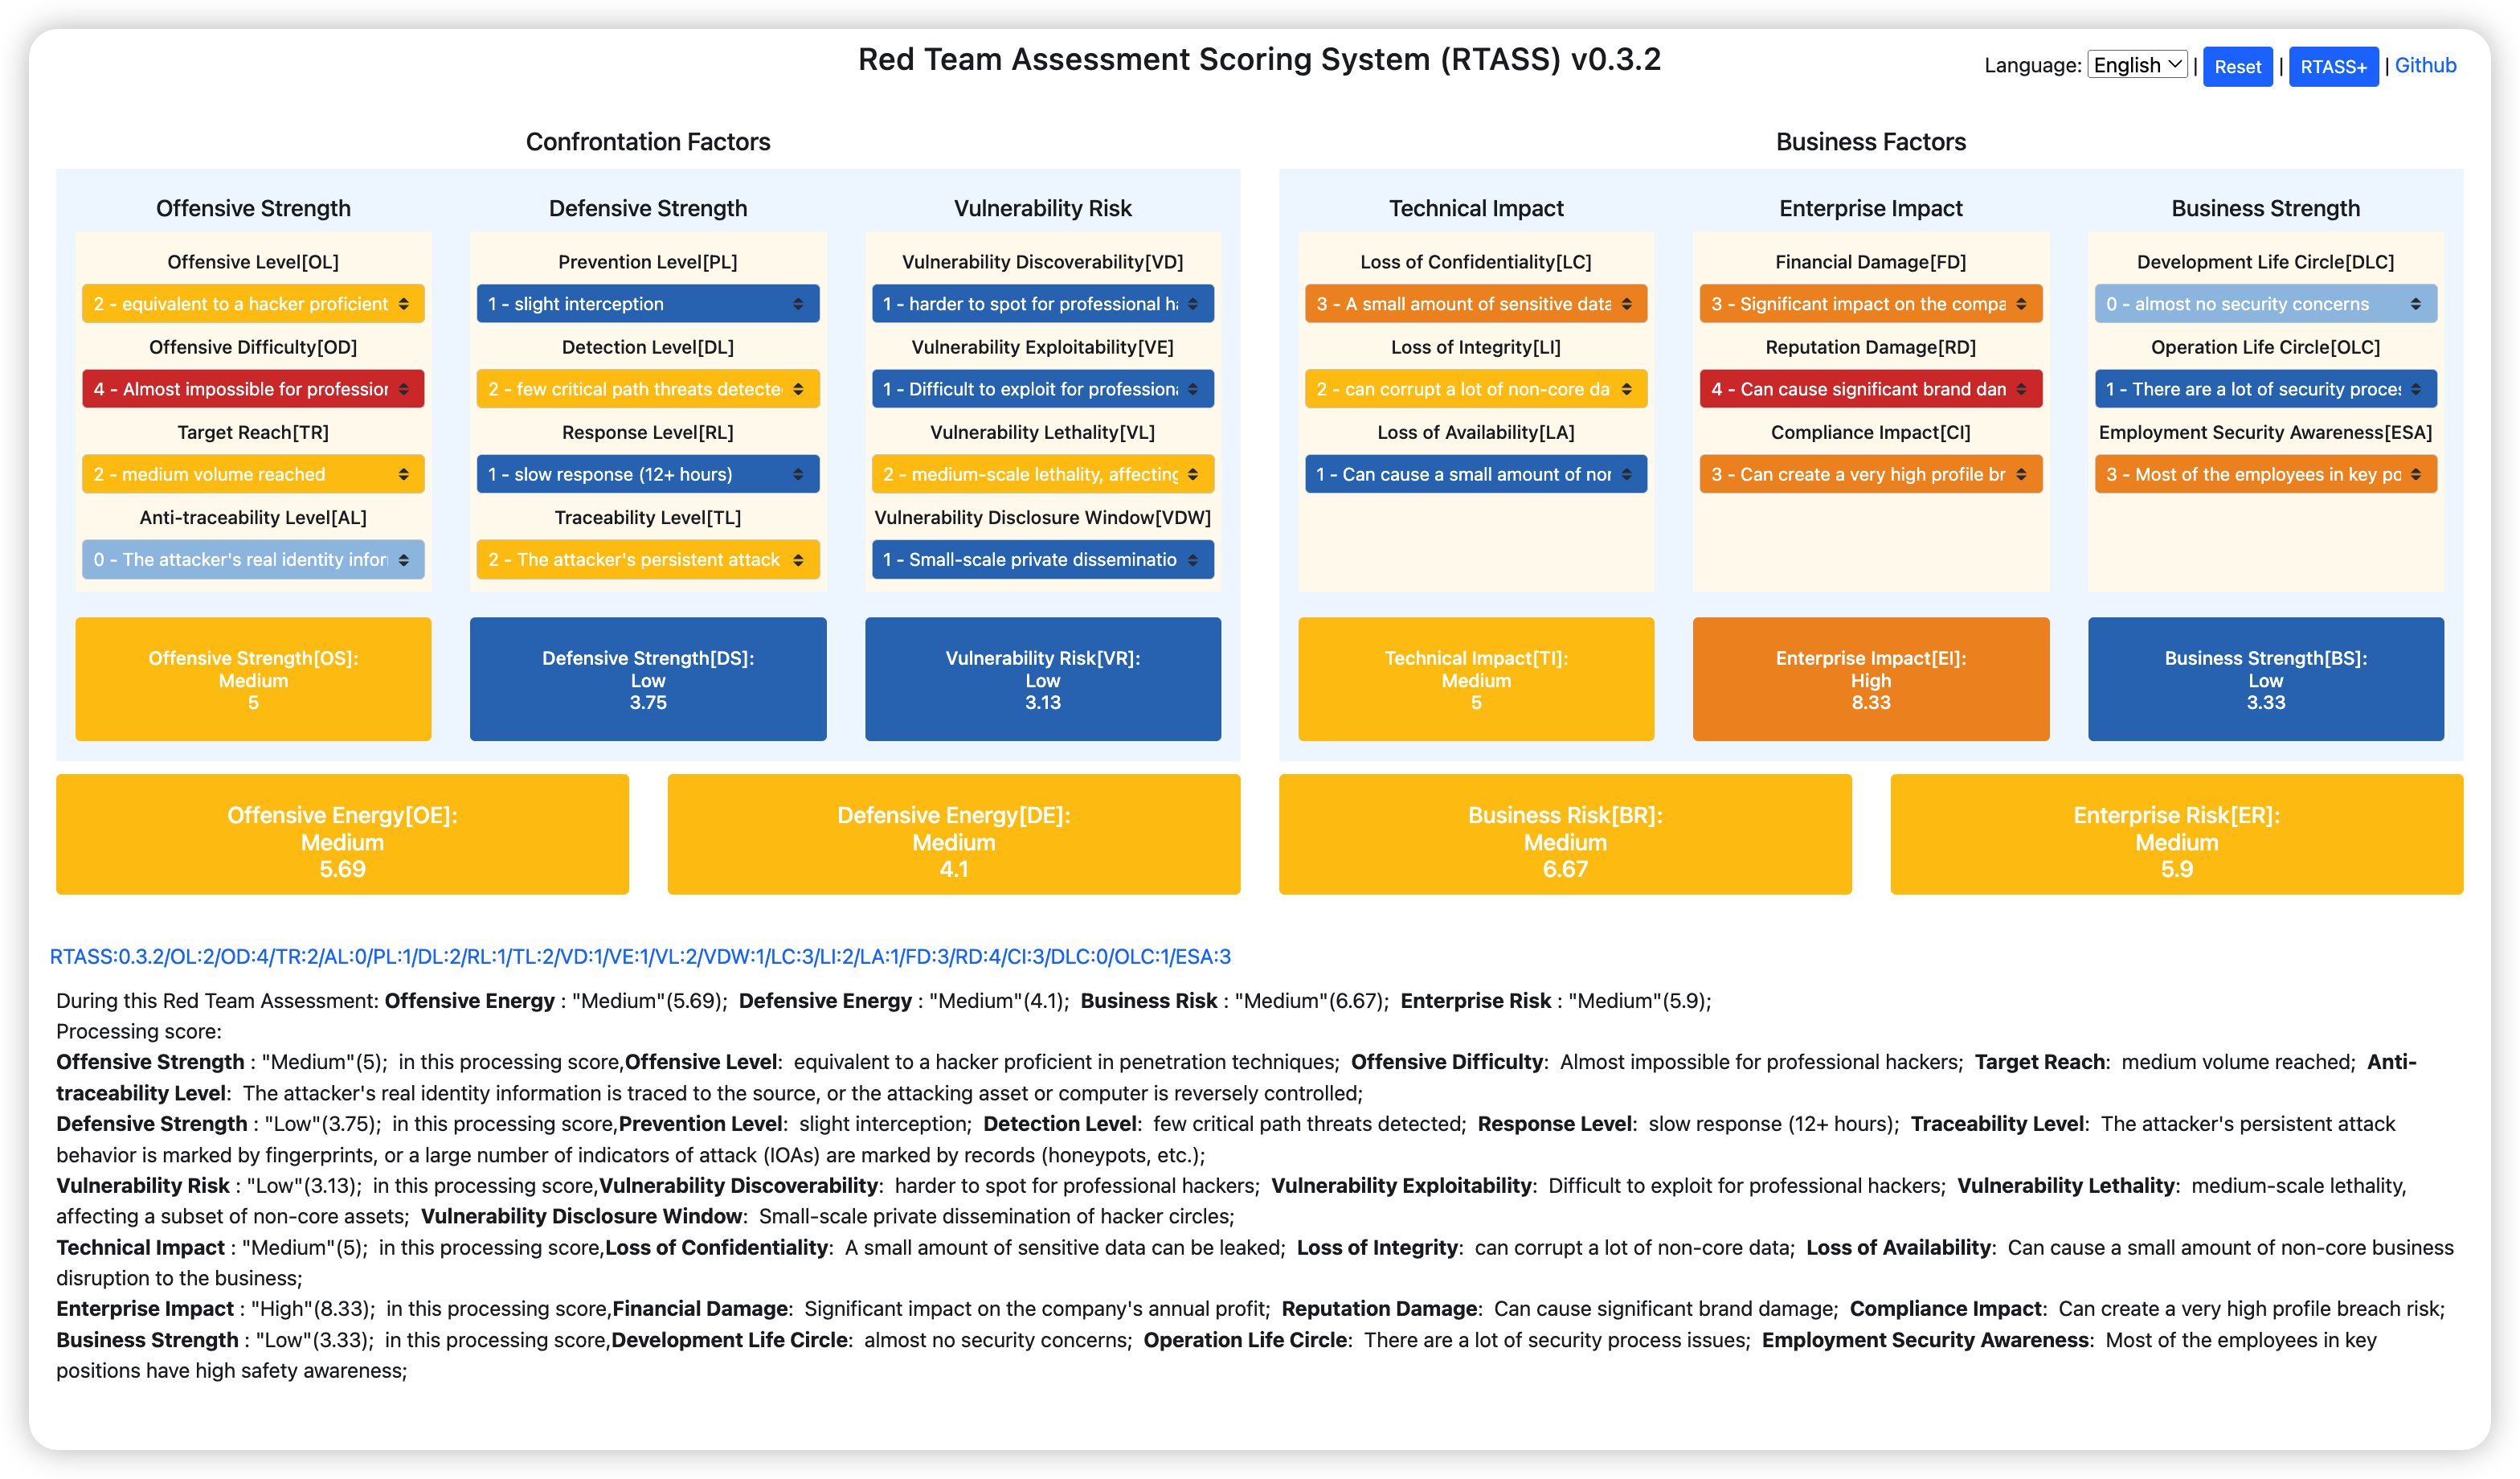 Red Team Assessment Scoring System (RTASS) v0.3.2
Language: English | Reset | RTASS+ | Github
Confrontation Factors
Offensive Strength
Offensive Level[OL]
2 - equivalent to a hacker proficient
Offensive Difficulty[OD]
4 - Almost impossible for profession
Target Reach[TR]
2 - medium volume reached
Anti-traceability Level[AL]
0 - The attacker's real identity infor
Offensive Strength[OS]:
Medium
5
Defensive Strength
Prevention Level[PL]
1 - slight interception
Detection Level[DL]
2 - few critical path threats detected
Response Level[RL]
1 - slow response (12+ hours)
Traceability Level[TL]
2 - The attacker's persistent attack
Defensive Strength[DS]:
Low
3.75
Vulnerability Risk
Vulnerability Discoverability[VD]
1 - harder to spot for professional ha
Vulnerability Exploitability[VE]
1 - Difficult to exploit for professiona
Vulnerability Lethality[VL]
2 - medium-scale lethality, affecting
Vulnerability Disclosure Window[VDW]
1 - Small-scale private disseminatio
Vulnerability Risk[VR]:
Low
3.13
Business Factors
Technical Impact
Loss of Confidentiality[LC]
3 - A small amount of sensitive data
Loss of Integrity[LI]
2 - can corrupt a lot of non-core da
Loss of Availability[LA]
1 - Can cause a small amount of non
Technical Impact[TI]:
Medium
5
Enterprise Impact
Financial Damage[FD]
3 - Significant impact on the compa
Reputation Damage[RD]
4 - Can cause significant brand dan
Compliance Impact[CI]
3 - Can create a very high profile br
Enterprise Impact[EI]:
High
8.33
Business Strength
Development Life Circle[DLC]
0 - almost no security concerns
Operation Life Circle[OLC]
1 - There are a lot of security proces
Employment Security Awareness[ESA]
3 - Most of the employees in key po
Business Strength[BS]:
Low
3.33
Offensive Energy[OE]:
Medium
5.69
Defensive Energy[DE]:
Medium
4.1
Business Risk[BR]:
Medium
6.67
Enterprise Risk[ER]:
Medium
5.9
RTASS:0.3.2/OL:2/OD:4/TR:2/AL:0/PL:1/DL:2/RL:1/TL:2/VD:1/VE:1/VL:2/VDW:1/LC:3/LI:2/LA:1/FD:3/RD:4/CI:3/DLC:0/OLC:1/ESA:3
During this Red Team Assessment: Offensive Energy : "Medium"(5.69); Defensive Energy : "Medium"(4.1); Business Risk : "Medium"(6.67); Enterprise Risk : "Medium"(5.9);
Processing score:
Offensive Strength : "Medium"(5); in this processing score,Offensive Level: equivalent to a hacker proficient in penetration techniques; Offensive Difficulty: Almost impossible for professional hackers; Target Reach: medium volume reached; Anti-
traceability Level: The attacker's real identity information is traced to the source, or the attacking asset or computer is reversely controlled;
Defensive Strength : "Low"(3.75); in this processing score,Prevention Level: slight interception; Detection Level: few critical path threats detected; Response Level: slow response (12+ hours); Traceability Level: The attacker's persistent attack
behavior is marked by fingerprints, or a large number of indicators of attack (IOAs) are marked by records (honeypots, etc.);
Vulnerability Risk : "Low"(3.13); in this processing score,Vulnerability Discoverability: harder to spot for professional hackers; Vulnerability Exploitability: Difficult to exploit for professional hackers; Vulnerability Lethality: medium-scale lethality,
affecting a subset of non-core assets; Vulnerability Disclosure Window: Small-scale private dissemination of hacker circles;
Technical Impact : "Medium"(5); in this processing score,Loss of Confidentiality: A small amount of sensitive data can be leaked; Loss of Integrity: can corrupt a lot of non-core data; Loss of Availability: Can cause a small amount of non-core business
disruption to the business;
Enterprise Impact : "High"(8.33); in this processing score,Financial Damage: Significant impact on the company's annual profit; Reputation Damage: Can cause significant brand damage; Compliance Impact: Can create a very high profile breach risk;
Business Strength : "Low"(3.33); in this processing score,Development Life Circle: almost no security concerns; Operation Life Circle: There are a lot of security process issues; Employment Security Awareness: Most of the employees in key
positions have high safety awareness;